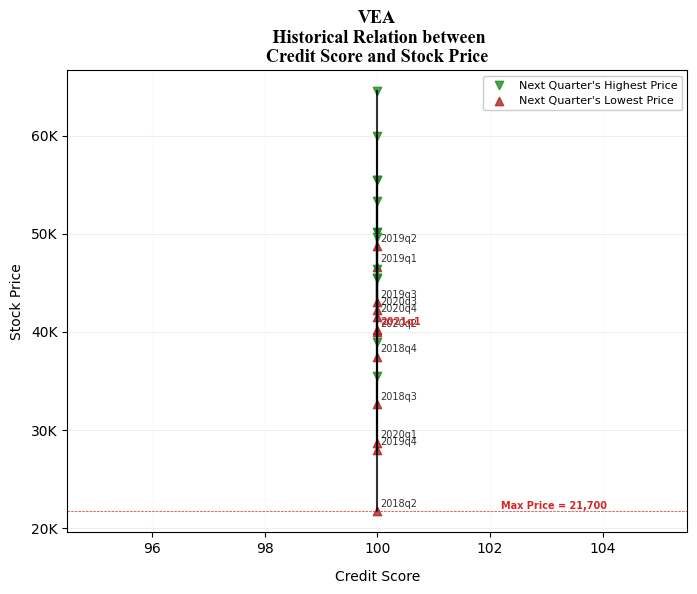 VEA
Historical Relation between
Credit Score and Stock Price
Next Quarter's Highest Price
Next Quarter's Lowest Price
60K
50K
40K
30K
20K
Stock Price
2019q2
2019q1
2019q3
2020q3
2020q4
2021q1
2020q2
2018q4
2018q3
2020q1
2019q4
2018q2
Max Price = 21,700
96
98
100
102
104
Credit Score